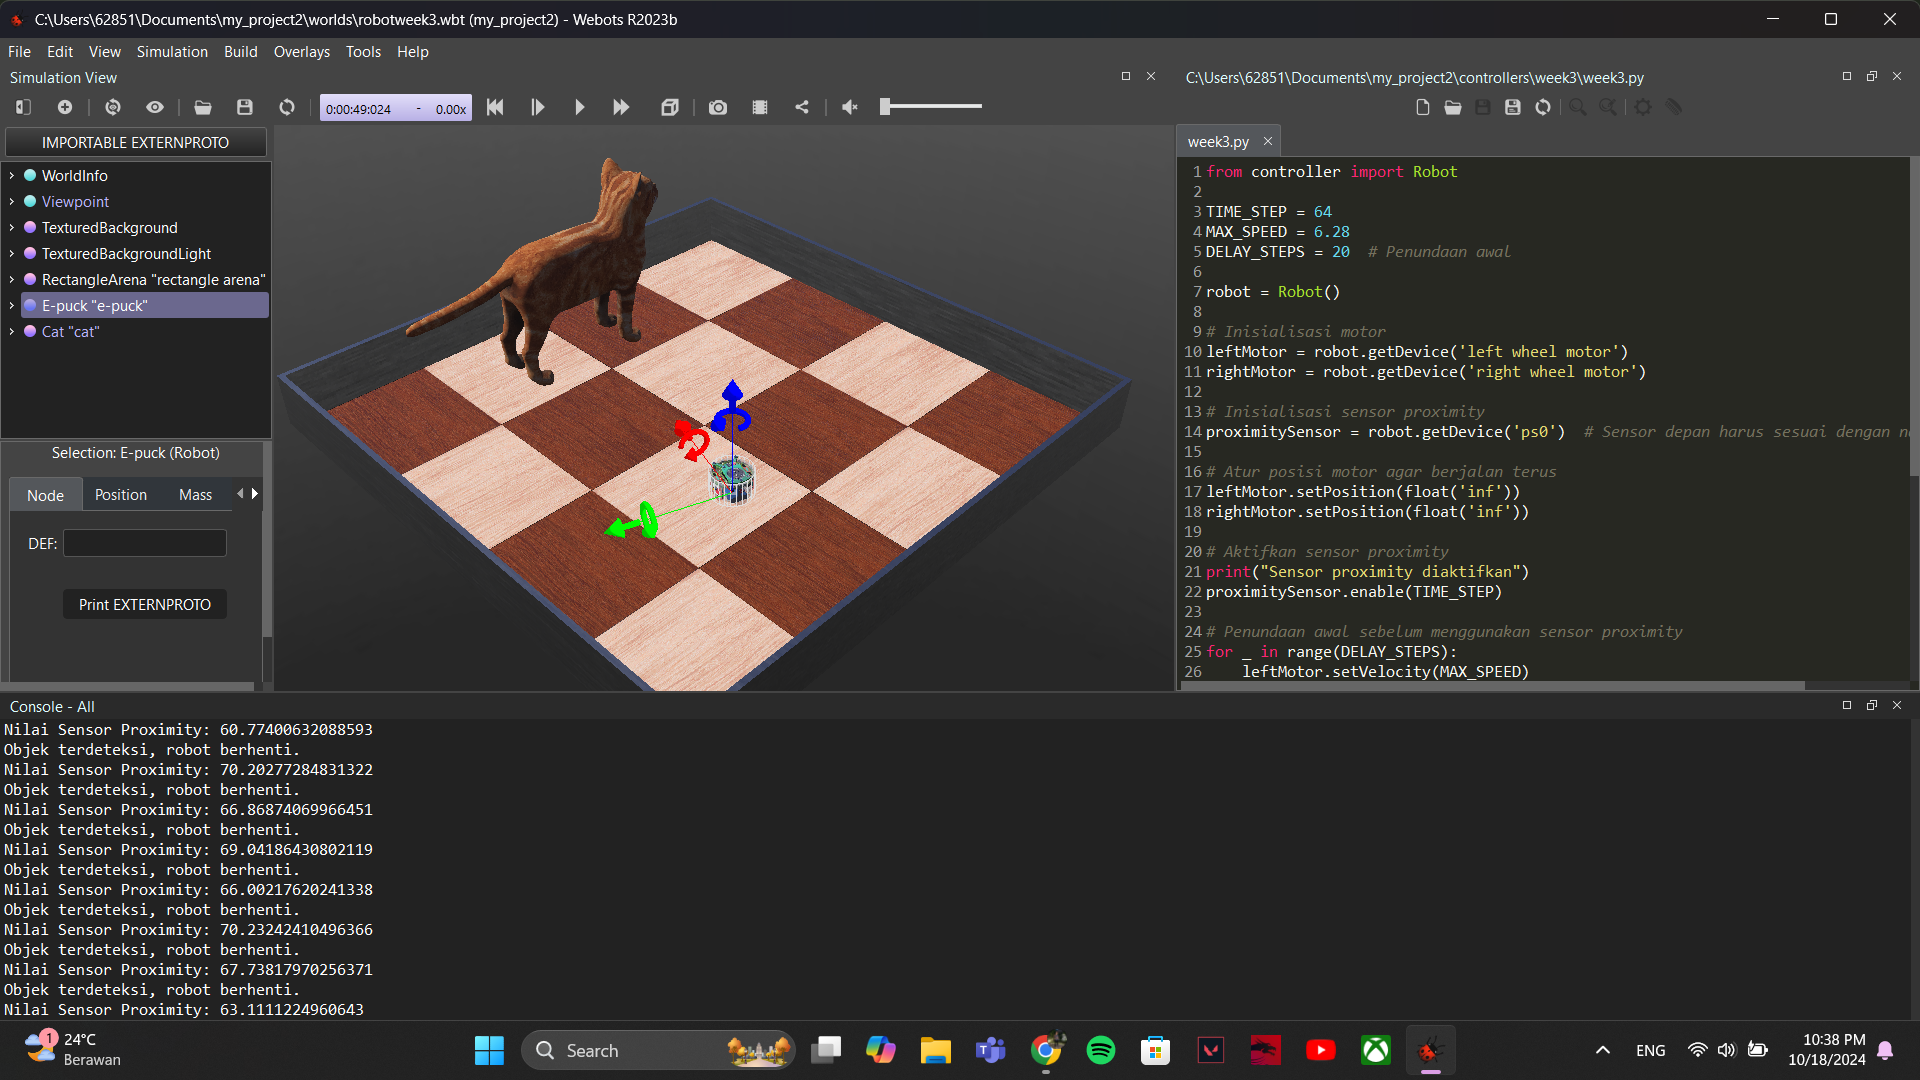 C:\Users\62851\Documents\my_project2\worlds\robotweek3.wbt (my_project2) - Webots R2023b
File Edit View Simulation Build Overlays Tools Help
Simulation View
C:\Users\62851\Documents\my_project2\controllers\week3\week3.py
0:00:49:024 - 0.00x
IMPORTABLE EXTERNPROTO
WorldInfo
Viewpoint
TexturedBackground
TexturedBackgroundLight
RectangleArena "rectangle arena"
E-puck "e-puck"
Cat "cat"
Selection: E-puck (Robot)
Node Position Mass
DEF:
Print EXTERNPROTO
week3.py
1 from controller import Robot
2
3 TIME_STEP = 64
4 MAX_SPEED = 6.28
5 DELAY_STEPS = 20  # Penundaan awal
6
7 robot = Robot()
8
9 # Inisialisasi motor
10 leftMotor = robot.getDevice('left wheel motor')
11 rightMotor = robot.getDevice('right wheel motor')
12
13 # Inisialisasi sensor proximity
14 proximitySensor = robot.getDevice('ps0')  # Sensor depan harus sesuai dengan
15
16 # Atur posisi motor agar berjalan terus
17 leftMotor.setPosition(float('inf'))
18 rightMotor.setPosition(float('inf'))
19
20 # Aktifkan sensor proximity
21 print("Sensor proximity diaktifkan")
22 proximitySensor.enable(TIME_STEP)
23
24 # Penundaan awal sebelum menggunakan sensor proximity
25 for _ in range(DELAY_STEPS):
26     leftMotor.setVelocity(MAX_SPEED)
Console - All
Nilai Sensor Proximity: 60.77400632088593
Objek terdeteksi, robot berhenti.
Nilai Sensor Proximity: 70.20277284831322
Objek terdeteksi, robot berhenti.
Nilai Sensor Proximity: 66.86874069966451
Objek terdeteksi, robot berhenti.
Nilai Sensor Proximity: 69.04186430802119
Objek terdeteksi, robot berhenti.
Nilai Sensor Proximity: 66.00217620241338
Objek terdeteksi, robot berhenti.
Nilai Sensor Proximity: 70.23242410496366
Objek terdeteksi, robot berhenti.
Nilai Sensor Proximity: 67.73817970256371
Objek terdeteksi, robot berhenti.
Nilai Sensor Proximity: 63.1111224960643
1
24°C
Berawan
Search
ENG
10:38 PM
10/18/2024